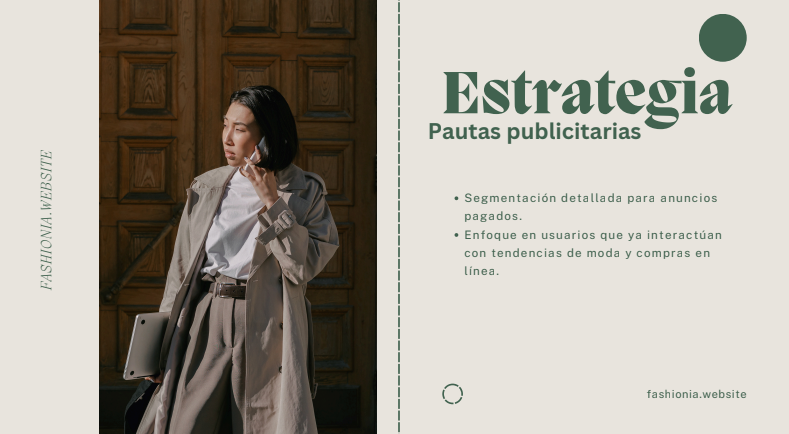 FASHIONIA.WEBSITE
Estrategia
Pautas publicitarias
• Segmentación detallada para anuncios
pagados.
• Enfoque en usuarios que ya interactúan
con tendencias de moda y compras en
línea.
fashionia.website